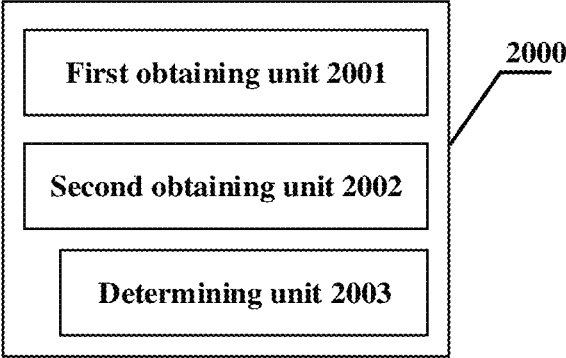 First obtaining unit 2001
2000
Second obtaining unit 2002
Determining unit 2003